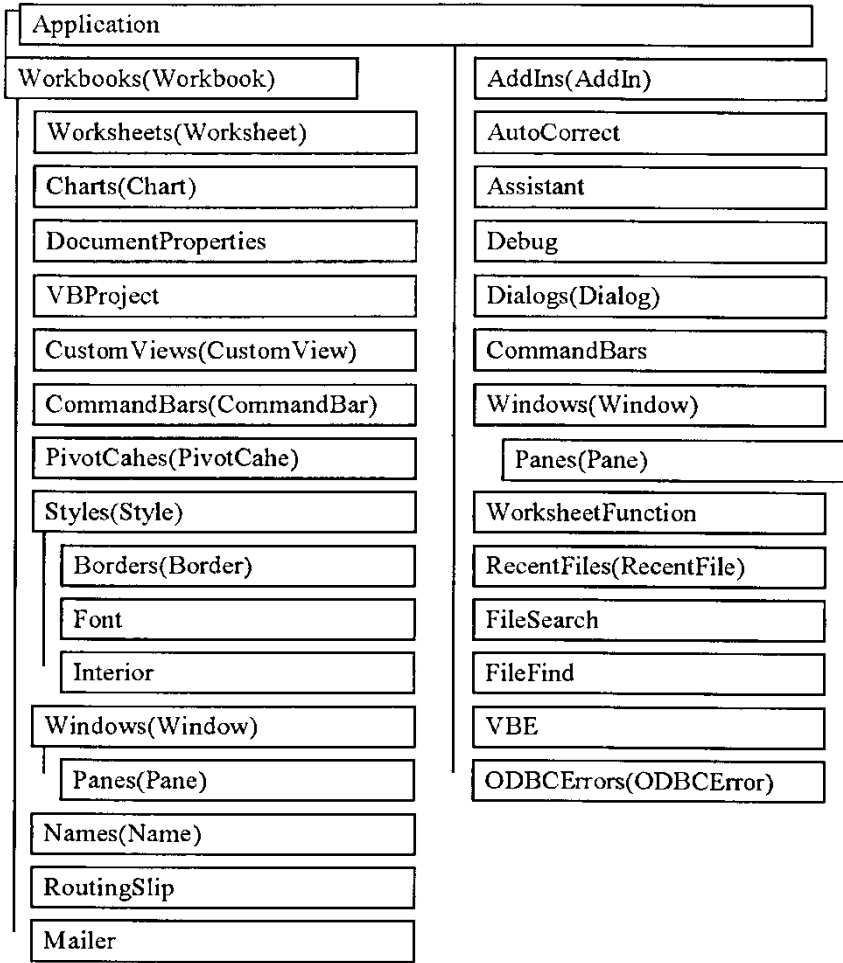 Application
Workbooks(Workbook)
Worksheets(Worksheet)
Charts(Chart)
DocumentProperties
VBProject
CustomViews(CustomView)
CommandBars(CommandBar)
PivotCahes(PivotCahe)
Styles(Style)
Borders(Border)
Font
Interior
Windows(Window)
Panes(Pane)
Names(Name)
RoutingSlip
Mailer
AddIns(AddIn)
AutoCorrect
Assistant
Debug
Dialogs(Dialog)
CommandBars
Windows(Window)
Panes(Pane)
WorksheetFunction
RecentFiles(RecentFile)
FileSearch
FileFind
VBE
ODBCErrors(ODBCError)